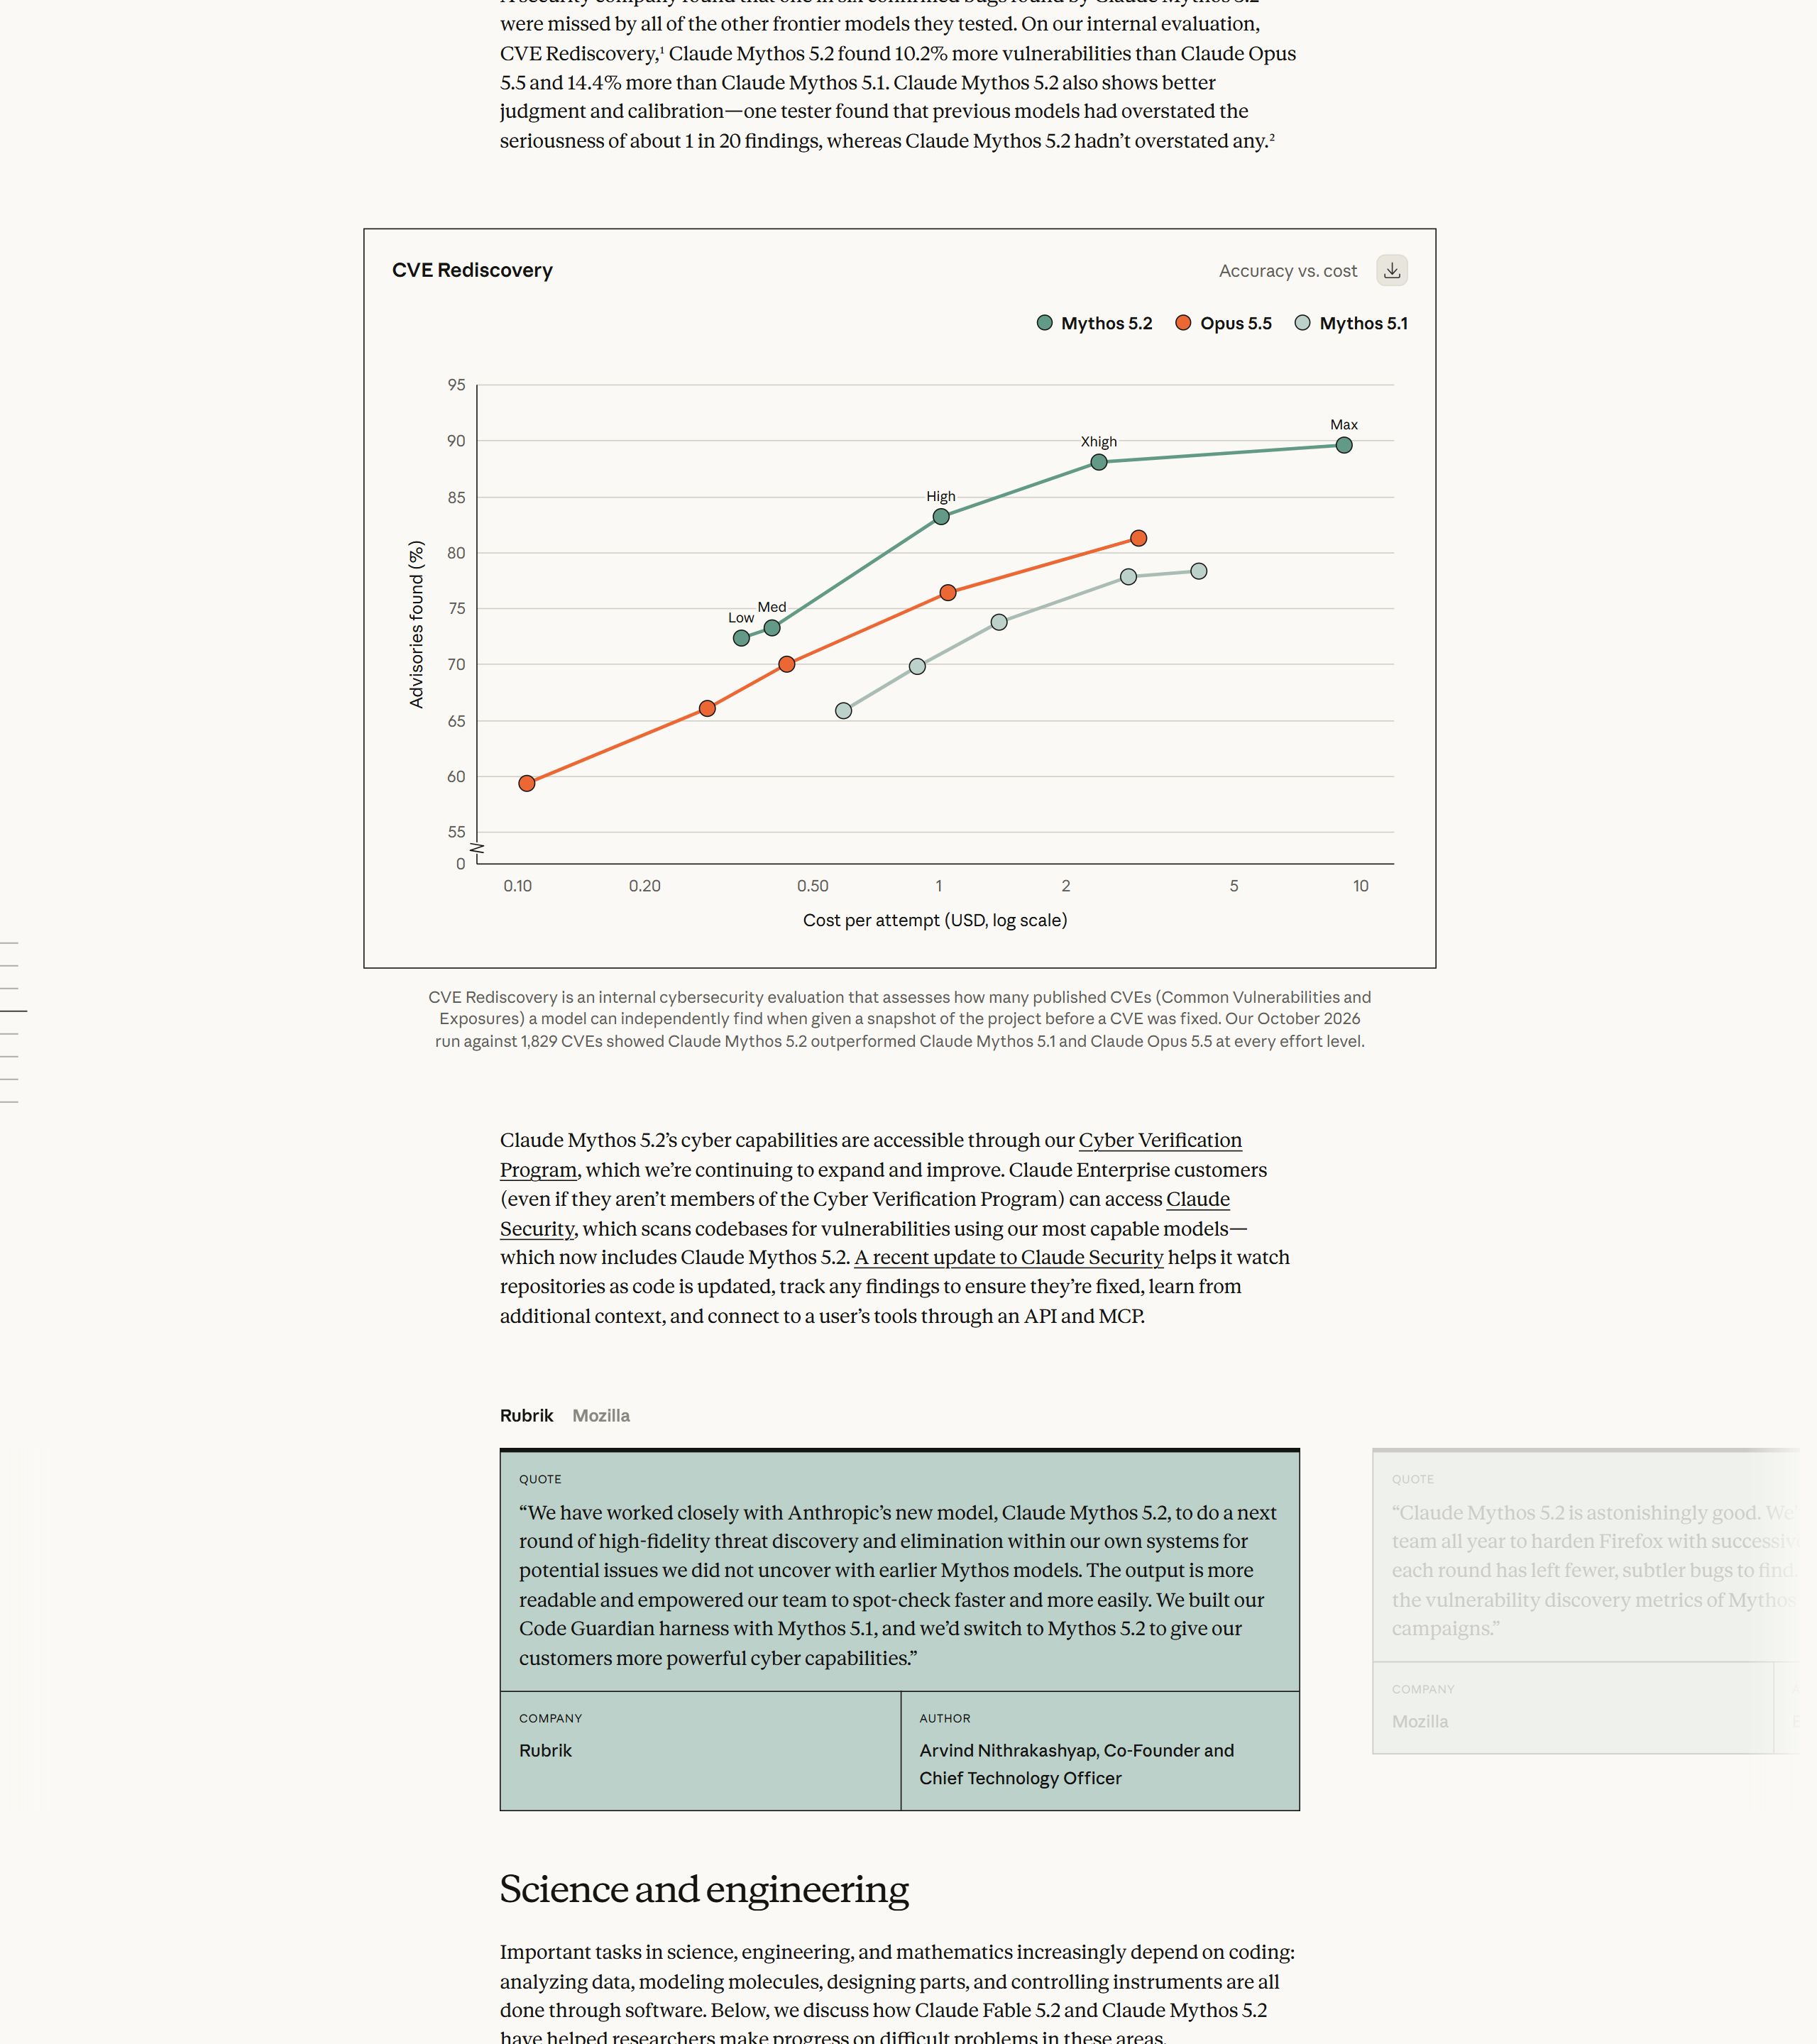 A security company found that one in six confirmed bugs found by Claude Mythos 5.2
were missed by all of the other frontier models they tested. On our internal evaluation,
CVE Rediscovery,¹ Claude Mythos 5.2 found 10.2% more vulnerabilities than Claude Opus
5.5 and 14.4% more than Claude Mythos 5.1. Claude Mythos 5.2 also shows better
judgment and calibration—one tester found that previous models had overstated the
seriousness of about 1 in 20 findings, whereas Claude Mythos 5.2 hadn’t overstated any.²
CVE Rediscovery
Accuracy vs. cost
Mythos 5.2 Opus 5.5 Mythos 5.1
95
90
85
80
75
70
65
60
55
0
Advisories found (%)
Low
Med
High
Xhigh
Max
0.10 0.20 0.50 1 2 5 10
Cost per attempt (USD, log scale)
CVE Rediscovery is an internal cybersecurity evaluation that assesses how many published CVEs (Common Vulnerabilities and
Exposures) a model can independently find when given a snapshot of the project before a CVE was fixed. Our October 2026
run against 1,829 CVEs showed Claude Mythos 5.2 outperformed Claude Mythos 5.1 and Claude Opus 5.5 at every effort level.
Claude Mythos 5.2’s cyber capabilities are accessible through our Cyber Verification
Program, which we’re continuing to expand and improve. Claude Enterprise customers
(even if they aren’t members of the Cyber Verification Program) can access Claude
Security, which scans codebases for vulnerabilities using our most capable models—
which now includes Claude Mythos 5.2. A recent update to Claude Security helps it watch
repositories as code is updated, track any findings to ensure they’re fixed, learn from
additional context, and connect to a user’s tools through an API and MCP.
Rubrik Mozilla
QUOTE
“We have worked closely with Anthropic’s new model, Claude Mythos 5.2, to do a next
round of high-fidelity threat discovery and elimination within our own systems for
potential issues we did not uncover with earlier Mythos models. The output is more
readable and empowered our team to spot-check faster and more easily. We built our
Code Guardian harness with Mythos 5.1, and we’d switch to Mythos 5.2 to give our
customers more powerful cyber capabilities.”
COMPANY
Rubrik
AUTHOR
Arvind Nithrakashyap, Co-Founder and
Chief Technology Officer
QUOTE
“Claude Mythos 5.2 is astonishingly good.
team all year to harden Firefox with
each round has left fewer, subtler bugs to find.
the vulnerability discovery metrics of Mythos
campaigns.”
COMPANY
Mozilla
Science and engineering
Important tasks in science, engineering, and mathematics increasingly depend on coding:
analyzing data, modeling molecules, designing parts, and controlling instruments are all
done through software. Below, we discuss how Claude Fable 5.2 and Claude Mythos 5.2
have helped researchers make progress on difficult problems in these areas.